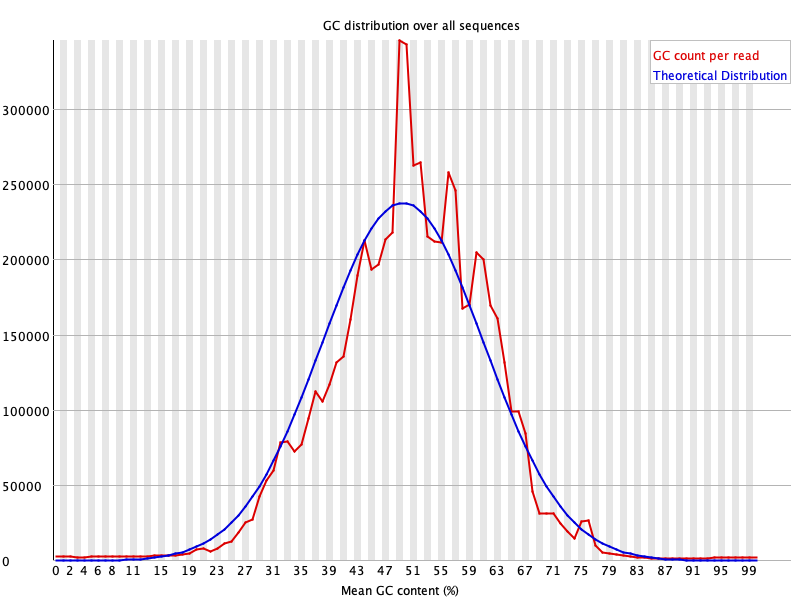 GC distribution over all sequences
GC count per read
Theoretical Distribution
300000
250000
200000
150000
100000
50000
0
0 2 4 6 8 11 15 19 23 27 31 35 39 43 47 51 55 59 63 67 71 75 79 83 87 91 95 99
Mean GC content (%)